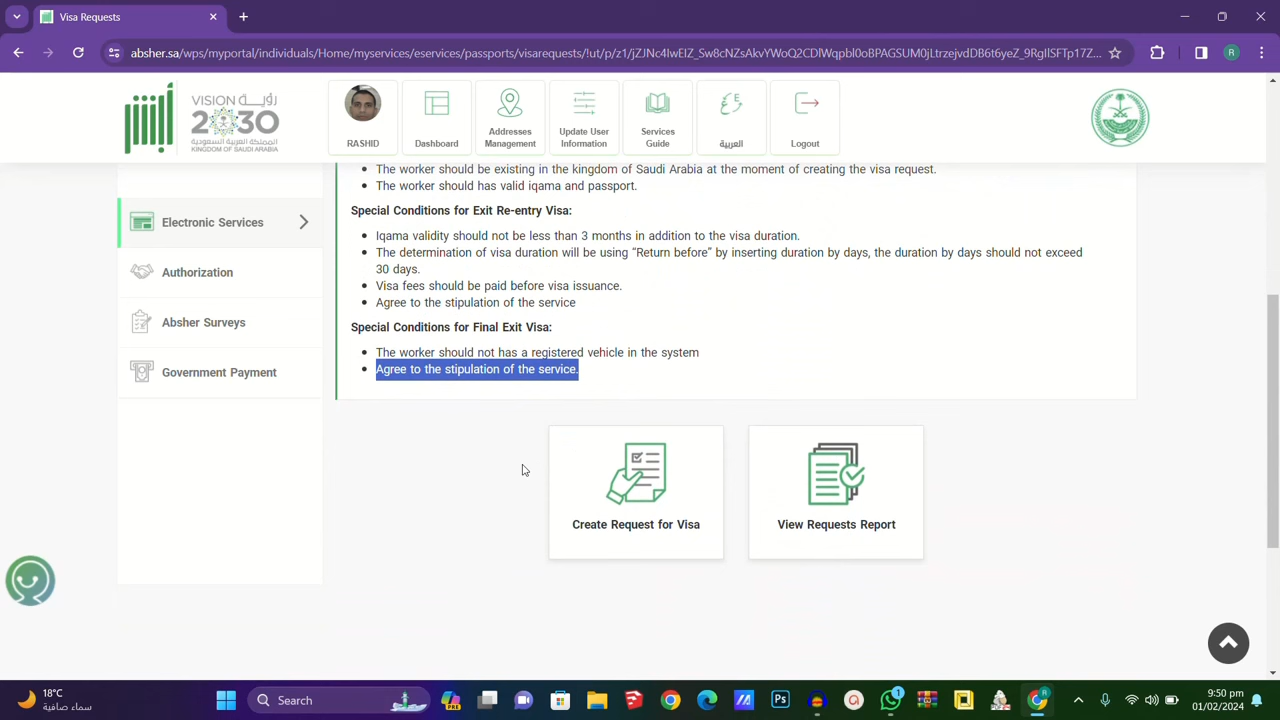 Visa Requests
absher.sa/wps/myportal/individuals/Home/myservices/eservices/passports/visarequests/!ut/p/z1/jZJNc4IwEIZ_Sw8cNZsAkvYWoQ2CDlWqpbl0oBPAGSUM0jLtrzejvdDB6t6yeZ_9RgIlSFTp17Z...
أبشر
VISION رؤية
2030
المملكة العربية السعودية
KINGDOM OF SAUDI ARABIA
RASHID
Dashboard
Addresses
Management
Update User
Information
Services
Guide
العربية
Logout
The worker should be existing in the kingdom of Saudi Arabia at the moment of creating the visa request.
The worker should has valid iqama and passport.
Special Conditions for Exit Re-entry Visa:
Iqama validity should not be less than 3 months in addition to the visa duration.
The determination of visa duration will be using “Return before” by inserting duration by days, the duration by days should not exceed
30 days.
Visa fees should be paid before visa issuance.
Agree to the stipulation of the service
Special Conditions for Final Exit Visa:
The worker should not has a registered vehicle in the system
Agree to the stipulation of the service.
Electronic Services
Authorization
Absher Surveys
Government Payment
Create Request for Visa
View Requests Report
18°C
سماء صافية
Search
9:50 pm
01/02/2024